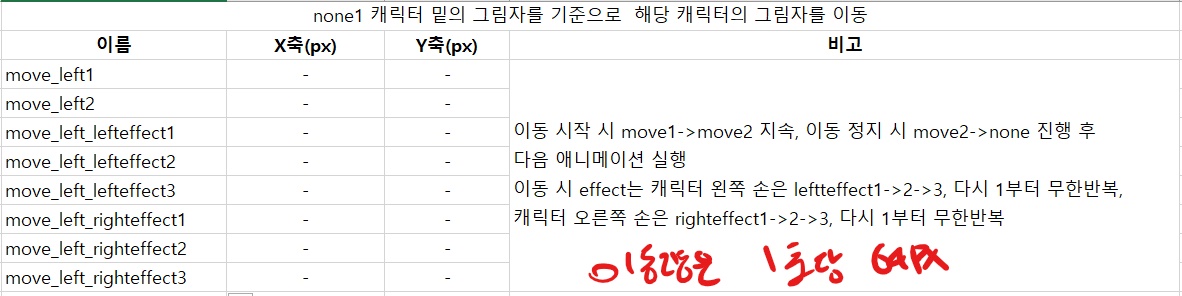 none1 캐릭터 밑의 그림자를 기준으로 해당 캐릭터의 그림자를 이동
이름 X축(px) Y축(px) 비고
move_left1 - -
move_left2 - -
move_left_lefteffect1 - -
move_left_lefteffect2 - -
move_left_lefteffect3 - -
move_left_righteffect1 - -
move_left_righteffect2 - -
move_left_righteffect3 - -
이동 시작 시 move1->move2 지속, 이동 정지 시 move2->none 진행 후
다음 애니메이션 실행
이동 시 effect는 캐릭터 왼쪽 손은 leftteffect1->2->3, 다시 1부터 무한반복,
캐릭터 오른쪽 손은 righteffect1->2->3, 다시 1부터 무한반복
이동량은 1초당 64PX